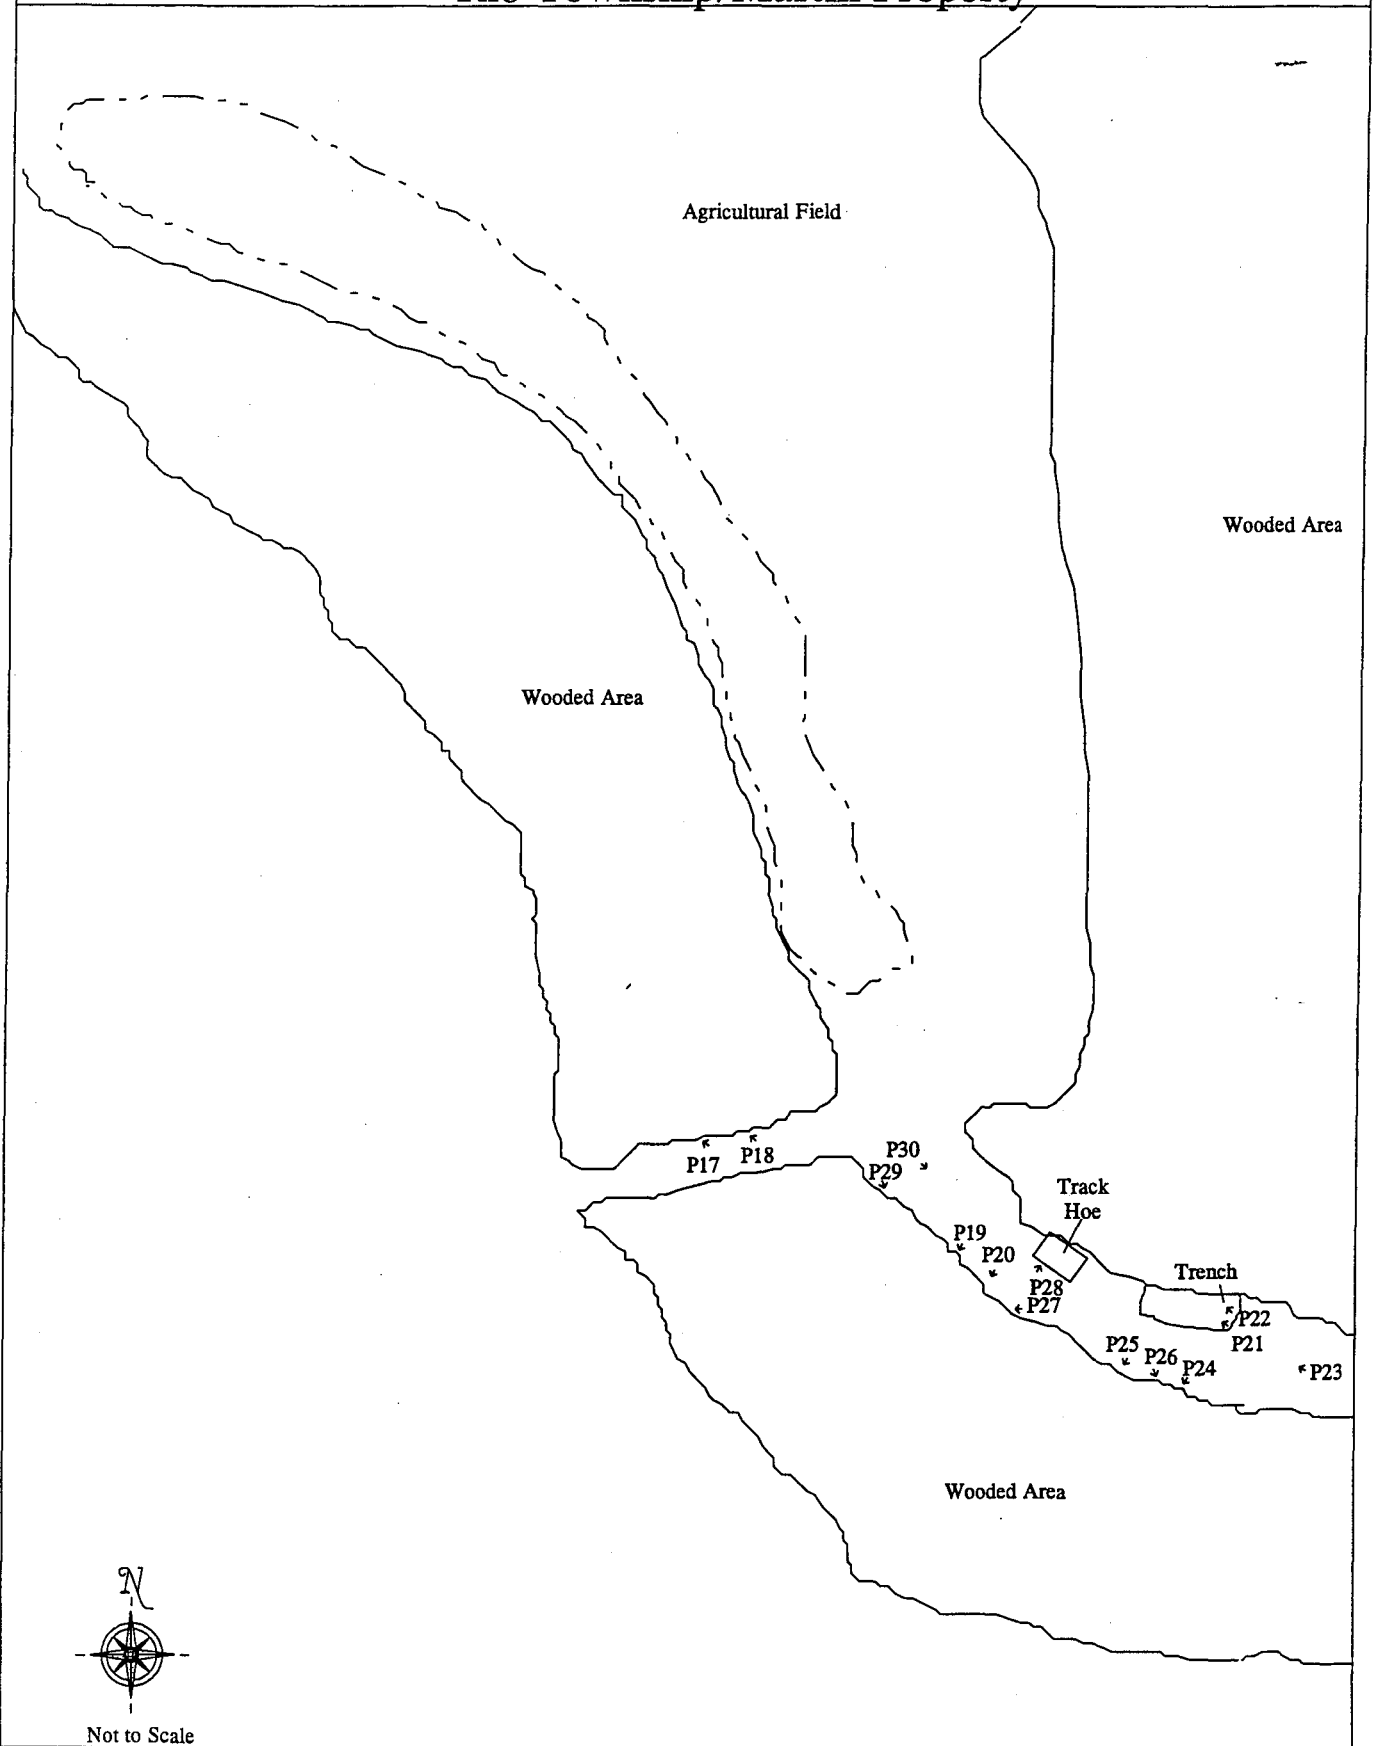 Agricultural Field
Wooded Area
Wooded Area
P17
P18
P30
P29
Track
Hoe
P19
P20
P28
P27
Trench
P22
P21
P25
P26
P24
P23
Wooded Area
N
Not to Scale